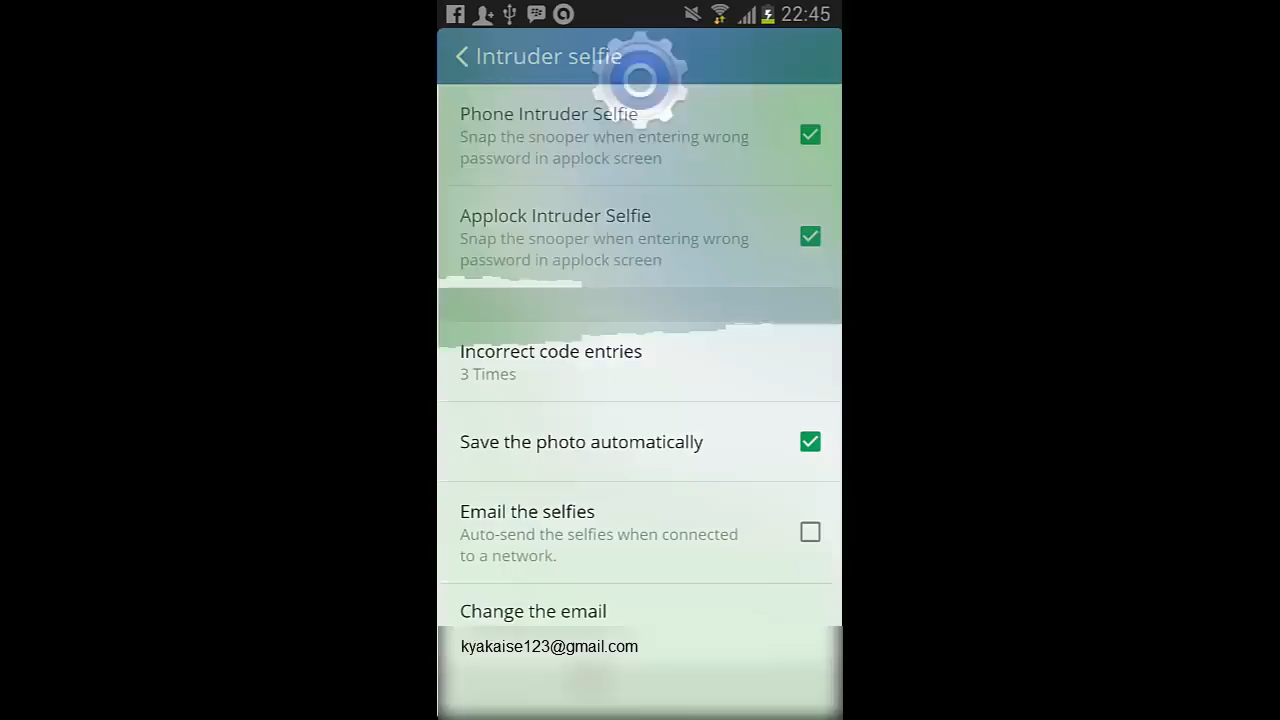 22:45
Intruder selfie
Phone Intruder Selfie
Snap the snooper when entering wrong
password in applock screen
Applock Intruder Selfie
Snap the snooper when entering wrong
password in applock screen
Incorrect code entries
3 Times
Save the photo automatically
Email the selfies
Auto-send the selfies when connected
to a network.
Change the email
kyakaise123@gmail.com